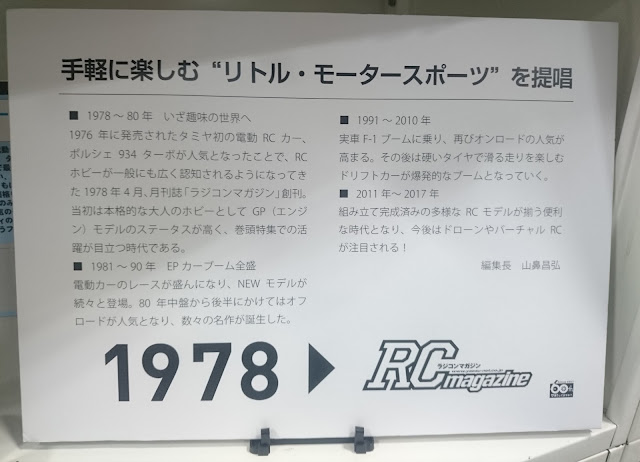 手軽に楽しむ “リトル・モータースポーツ” を提唱
■ 1978～80年 いざ趣味の世界へ
1976年に発売されたタミヤ初の電動RCカー、
ポルシェ934ターボが人気となったことで、RC
ホビーが一般にも広く認知されるようになってき
た1978年4月、月刊誌「ラジコンマガジン」創刊。
当初は本格的な大人のホビーとしてGP（エンジ
ン）モデルのステータスが高く、巻頭特集での活
躍が目立つ時代である。
■ 1981～90年 EPカーブーム全盛
電動カーのレースが盛んになり、NEWモデルが
続々と登場。80年中盤から後半にかけてはオフ
ロードが人気となり、数々の名作が誕生した。
■ 1991～2010年
実車F-1ブームに乗り、再びオンロードの人気が
高まる。その後は硬いタイヤで滑る走りを楽しむ
ドリフトカーが爆発的なブームとなっていく。
■ 2011年～2017年
組み立て完成済みの多様なRCモデルが揃う便利
な時代となり、今後はドローンやバーチャルRC
が注目される！
編集長 山鼻昌弘
1978 ▶ RC magazine
ラジコンマガジン